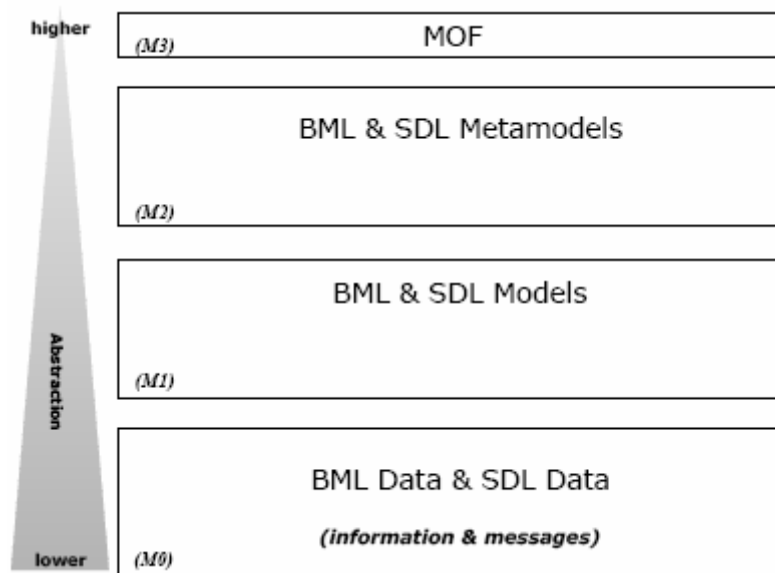 higher
(M3)
MOF
BML & SDL Metamodels
(M2)
BML & SDL Models
(M1)
Abstraction
BML Data & SDL Data
(information & messages)
lower
(M0)